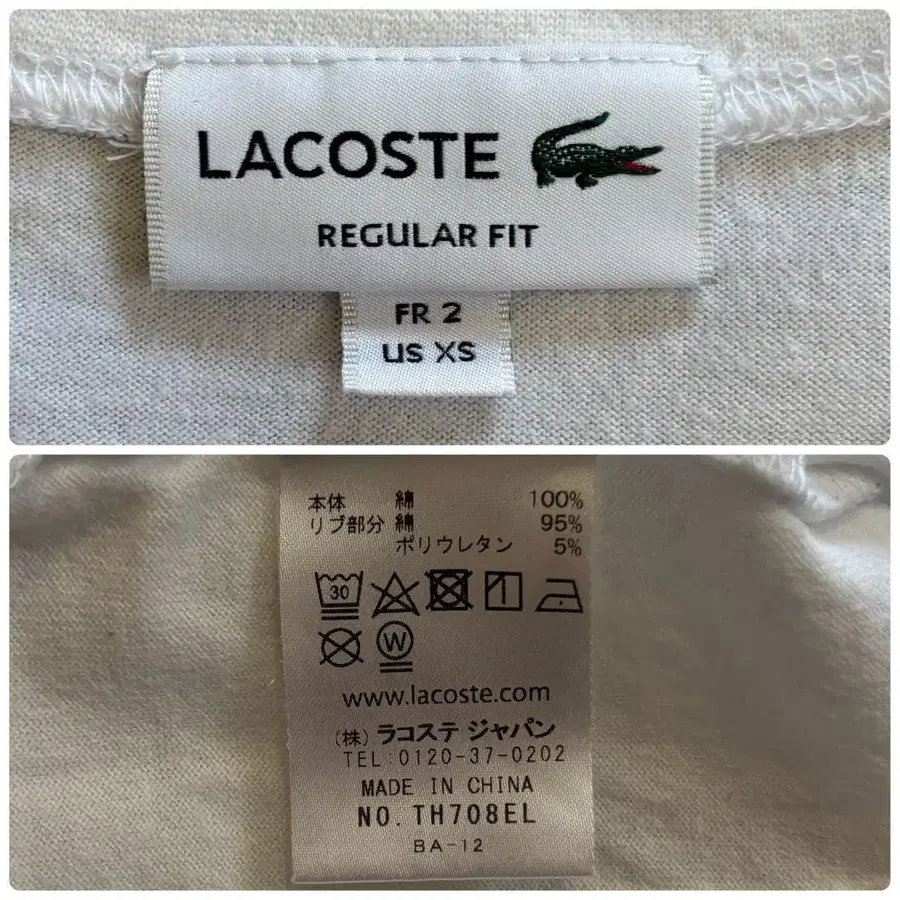 LACOSTE
REGULAR FIT
FR 2
US XS
本体 綿 100%
リブ部分 綿 95%
ポリウレタン 5%
30
W
www.lacoste.com
(株) ラコステ ジャパン
TEL:0120-37-0202
MADE IN CHINA
NO. TH708EL
BA-12